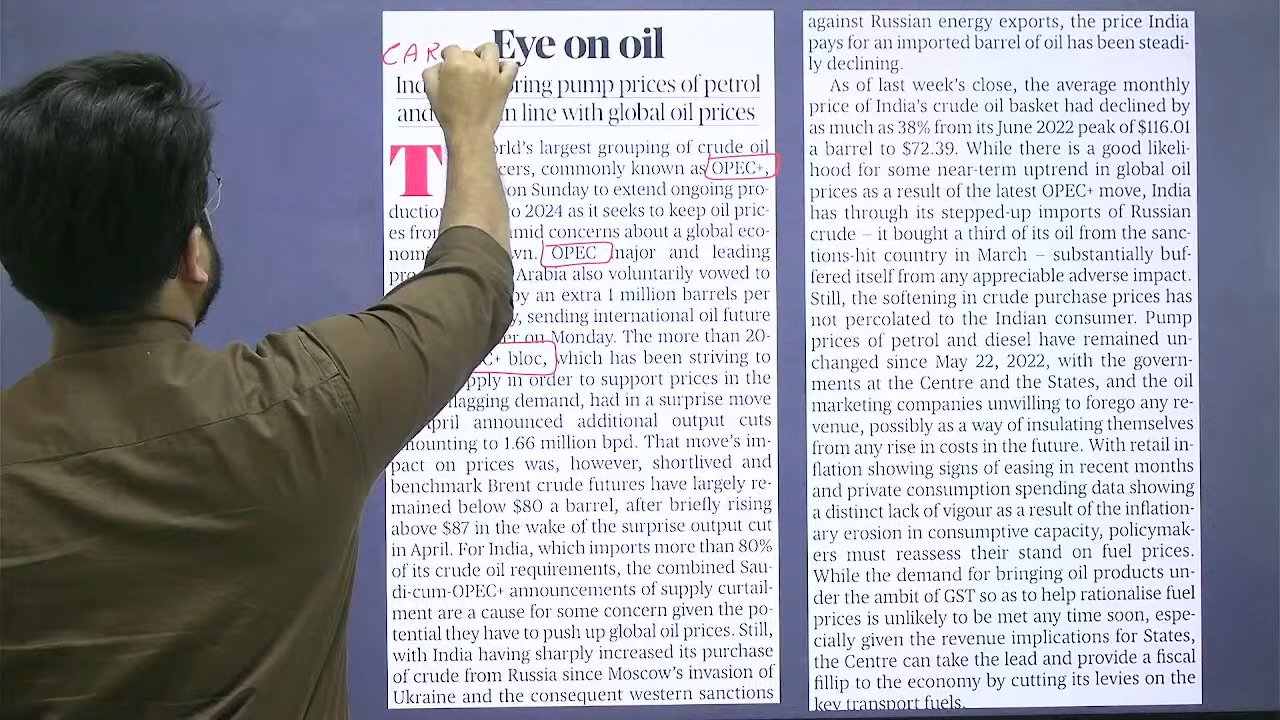 CAR
Eye on oil
ring pump prices of petrol
and in line with global oil prices
T
rld's largest grouping of crude oil
cers, commonly known as OPEC+,
on Sunday to extend ongoing pro-
duction to 2024 as it seeks to keep oil pric-
es from amid concerns about a global eco-
wn. OPEC major and leading
Arabia also voluntarily vowed to
by an extra 1 million barrels per
sending international oil future
on Monday. The more than 20-
C+ bloc, which has been striving to
pply in order to support prices in the
flagging demand, had in a surprise move
April announced additional output cuts
mounting to 1.66 million bpd. That move's im-
pact on prices was, however, shortlived and
benchmark Brent crude futures have largely re-
mained below $80 a barrel, after briefly rising
above $87 in the wake of the surprise output cut
in April. For India, which imports more than 80%
of its crude oil requirements, the combined Sau-
di-cum-OPEC+ announcements of supply curtail-
ment are a cause for some concern given the po-
tential they have to push up global oil prices. Still,
with India having sharply increased its purchase
of crude from Russia since Moscow's invasion of
Ukraine and the consequent western sanctions
against Russian energy exports, the price India
pays for an imported barrel of oil has been steadi-
ly declining.
As of last week's close, the average monthly
price of India's crude oil basket had declined by
as much as 38% from its June 2022 peak of $116.01
a barrel to $72.39. While there is a good likeli-
hood for some near-term uptrend in global oil
prices as a result of the latest OPEC+ move, India
has through its stepped-up imports of Russian
crude – it bought a third of its oil from the sanc-
tions-hit country in March – substantially buf-
fered itself from any appreciable adverse impact.
Still, the softening in crude purchase prices has
not percolated to the Indian consumer. Pump
prices of petrol and diesel have remained un-
changed since May 22, 2022, with the govern-
ments at the Centre and the States, and the oil
marketing companies unwilling to forego any re-
venue, possibly as a way of insulating themselves
from any rise in costs in the future. With retail in-
flation showing signs of easing in recent months
and private consumption spending data showing
a distinct lack of vigour as a result of the inflation-
ary erosion in consumptive capacity, policymak-
ers must reassess their stand on fuel prices.
While the demand for bringing oil products un-
der the ambit of GST so as to help rationalise fuel
prices is unlikely to be met any time soon, espe-
cially given the revenue implications for States,
the Centre can take the lead and provide a fiscal
fillip to the economy by cutting its levies on the
key transport fuels.